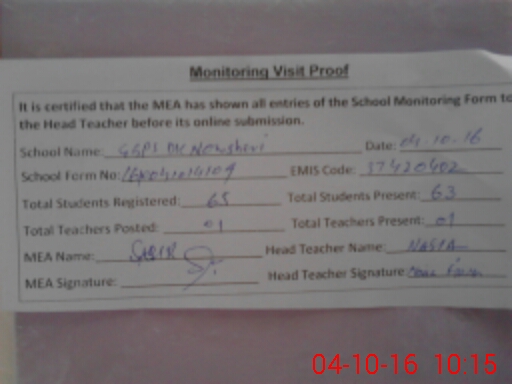 Monitoring Visit Proof
It is certified that the MEA has shown all entries of the School Monitoring Form to
the Head Teacher before its online submission.
School Name: GGPS Date: 04-10-16
School Form No: EMIS Code: 37420402
Total Students Registered: 65 Total Students Present: 63
Total Teachers Posted: 01 Total Teachers Present: 01
MEA Name: Head Teacher Name: NASIA
MEA Signature: Head Teacher Signature:
04-10-16 10:15